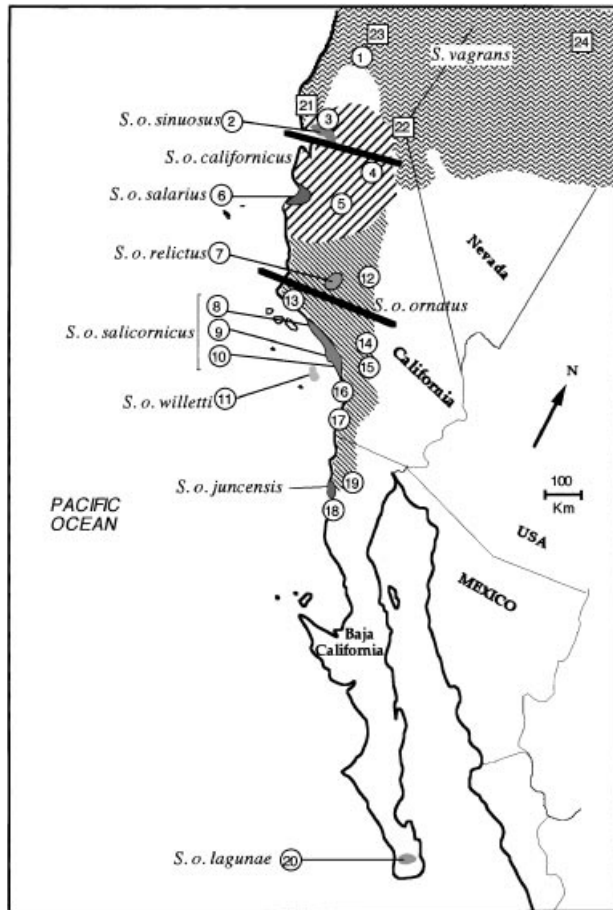 23
24
1
S. vagrans
21
3
S. o. sinuosus 2
22
S. o. californicus
4
S. o. salarius 6
5
Nevada
S. o. relictus 7
12
13
S. o. ornatus
8
S. o. salicornicus 9
10
14
15
California
N
11
S. o. willetti
16
17
100
Km
S. o. juncensis
19
18
PACIFIC
OCEAN
USA
MEXICO
Baja
California
S. o. lagunae 20